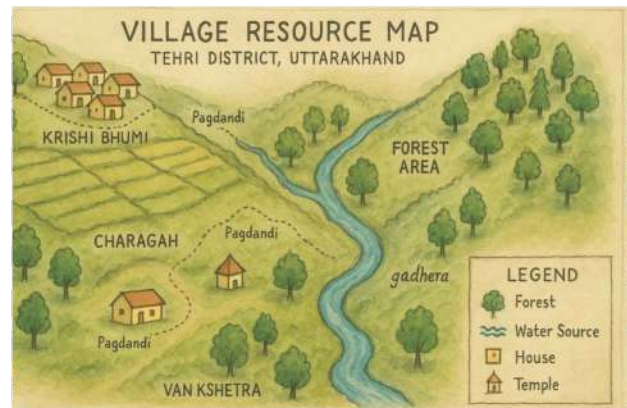 VILLAGE RESOURCE MAP
TEHRI DISTRICT, UTTARAKHAND
Pagdandi
KRISHI BHUMI
FOREST
AREA
CHARAGAH
Pagdandi
gadhera
Pagdandi
VAN KSHETRA
LEGEND
Forest
Water Source
House
Temple